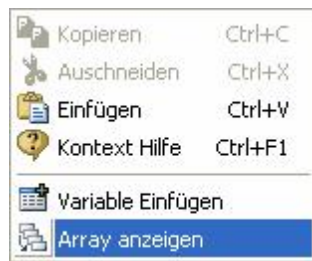 Kopieren Ctrl+C
Auschneiden Ctrl+X
Einfügen Ctrl+V
Kontext Hilfe Ctrl+F1
Variable Einfügen
Array anzeigen